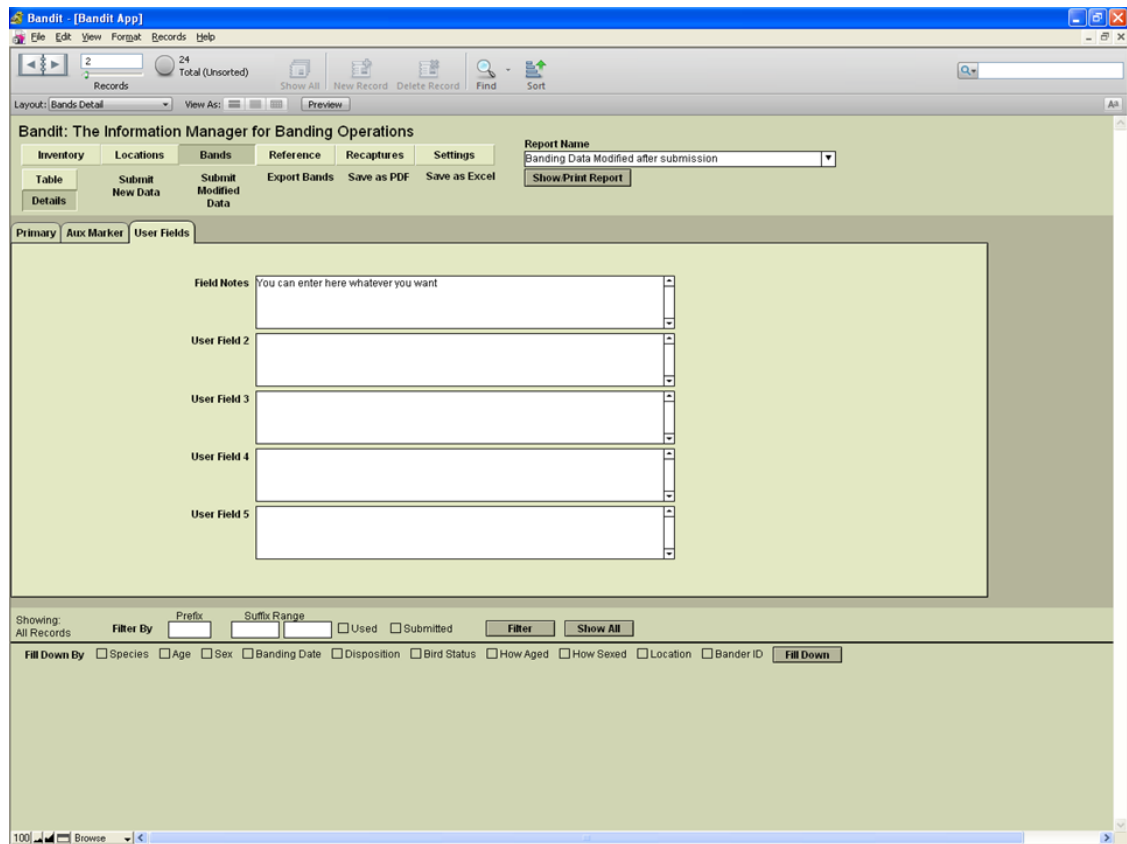 Bandit - [Bandit App]
File Edit View Format Records Help
2
24
Total (Unsorted)
Records
Show All New Record Delete Record Find Sort
Layout: Bands Detail View As: Preview Aa
Bandit: The Information Manager for Banding Operations
Report Name
Inventory Locations Bands Reference Recaptures Settings
Banding Data Modified after submission
Table Submit New Data Submit Modified Data Export Bands Save as PDF Save as Excel Show/Print Report
Details
Primary Aux Marker User Fields
Field Notes You can enter here whatever you want
User Field 2
User Field 3
User Field 4
User Field 5
Showing:
All Records
Filter By Prefix Suffix Range Used Submitted Filter Show All
Fill Down By Species Age Sex Banding Date Disposition Bird Status How Aged How Sexed Location Bander ID Fill Down
100 Browse